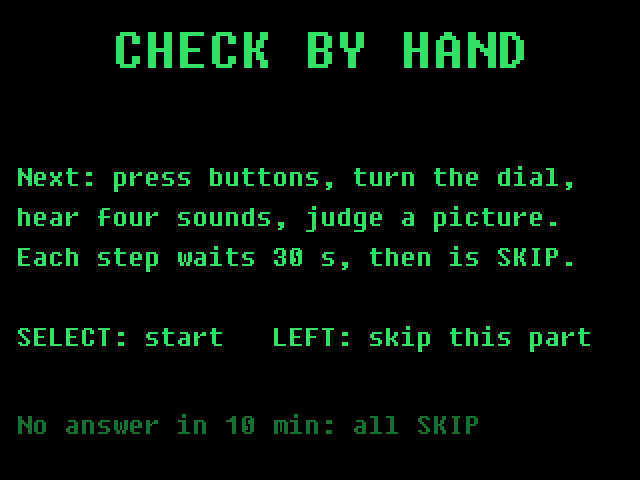 CHECK BY HAND
Next: press buttons, turn the dial,
hear four sounds, judge a picture.
Each step waits 30 s, then is SKIP.
SELECT: start   LEFT: skip this part
No answer in 10 min: all SKIP